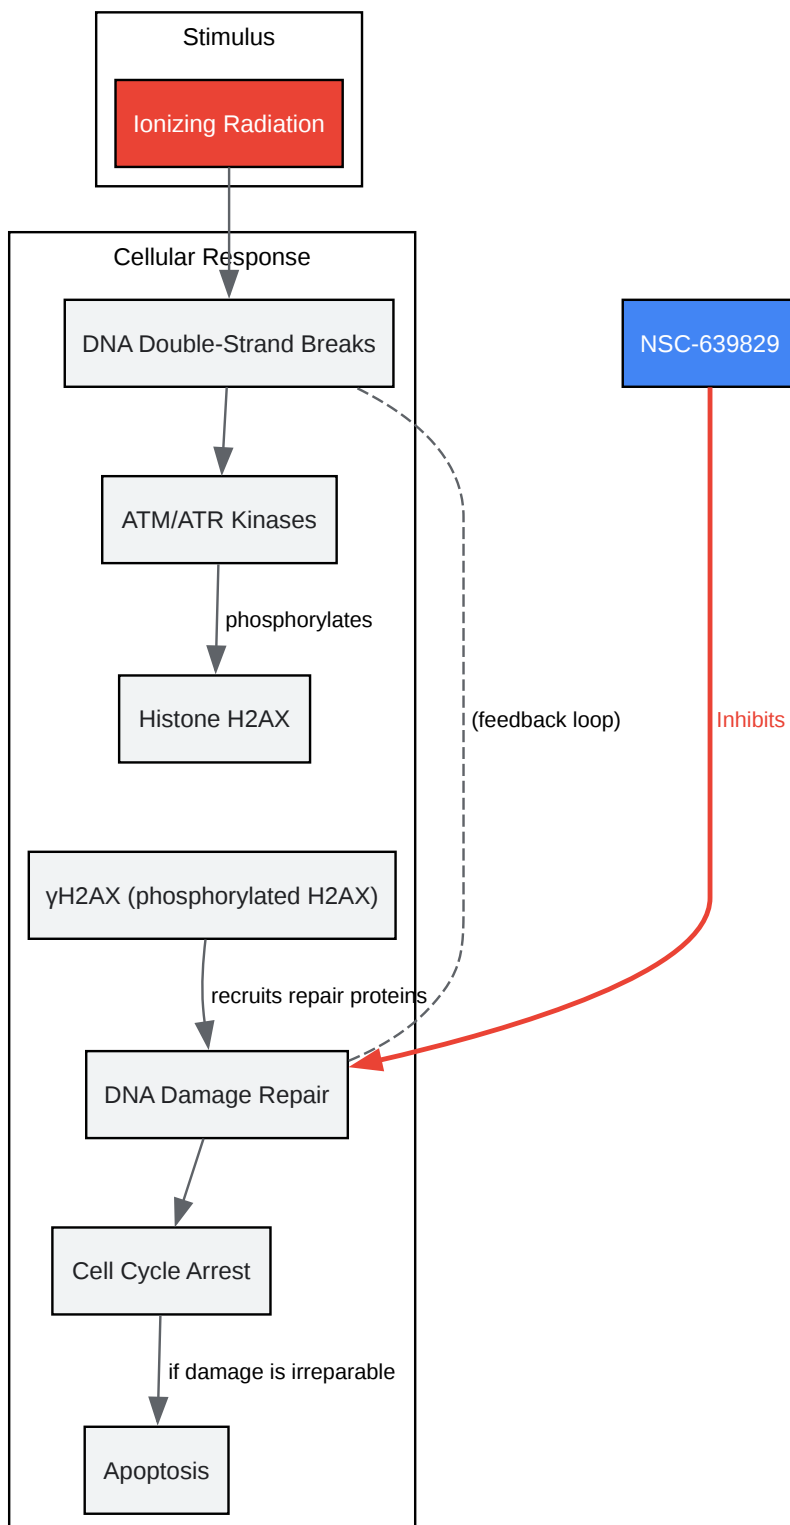 Stimulus
Ionizing Radiation
Cellular Response
DNA Double-Strand Breaks
NSC-639829
ATM/ATR Kinases
phosphorylates
Histone H2AX
(feedback loop)
Inhibits
γH2AX (phosphorylated H2AX)
recruits repair proteins
DNA Damage Repair
Cell Cycle Arrest
if damage is irreparable
Apoptosis